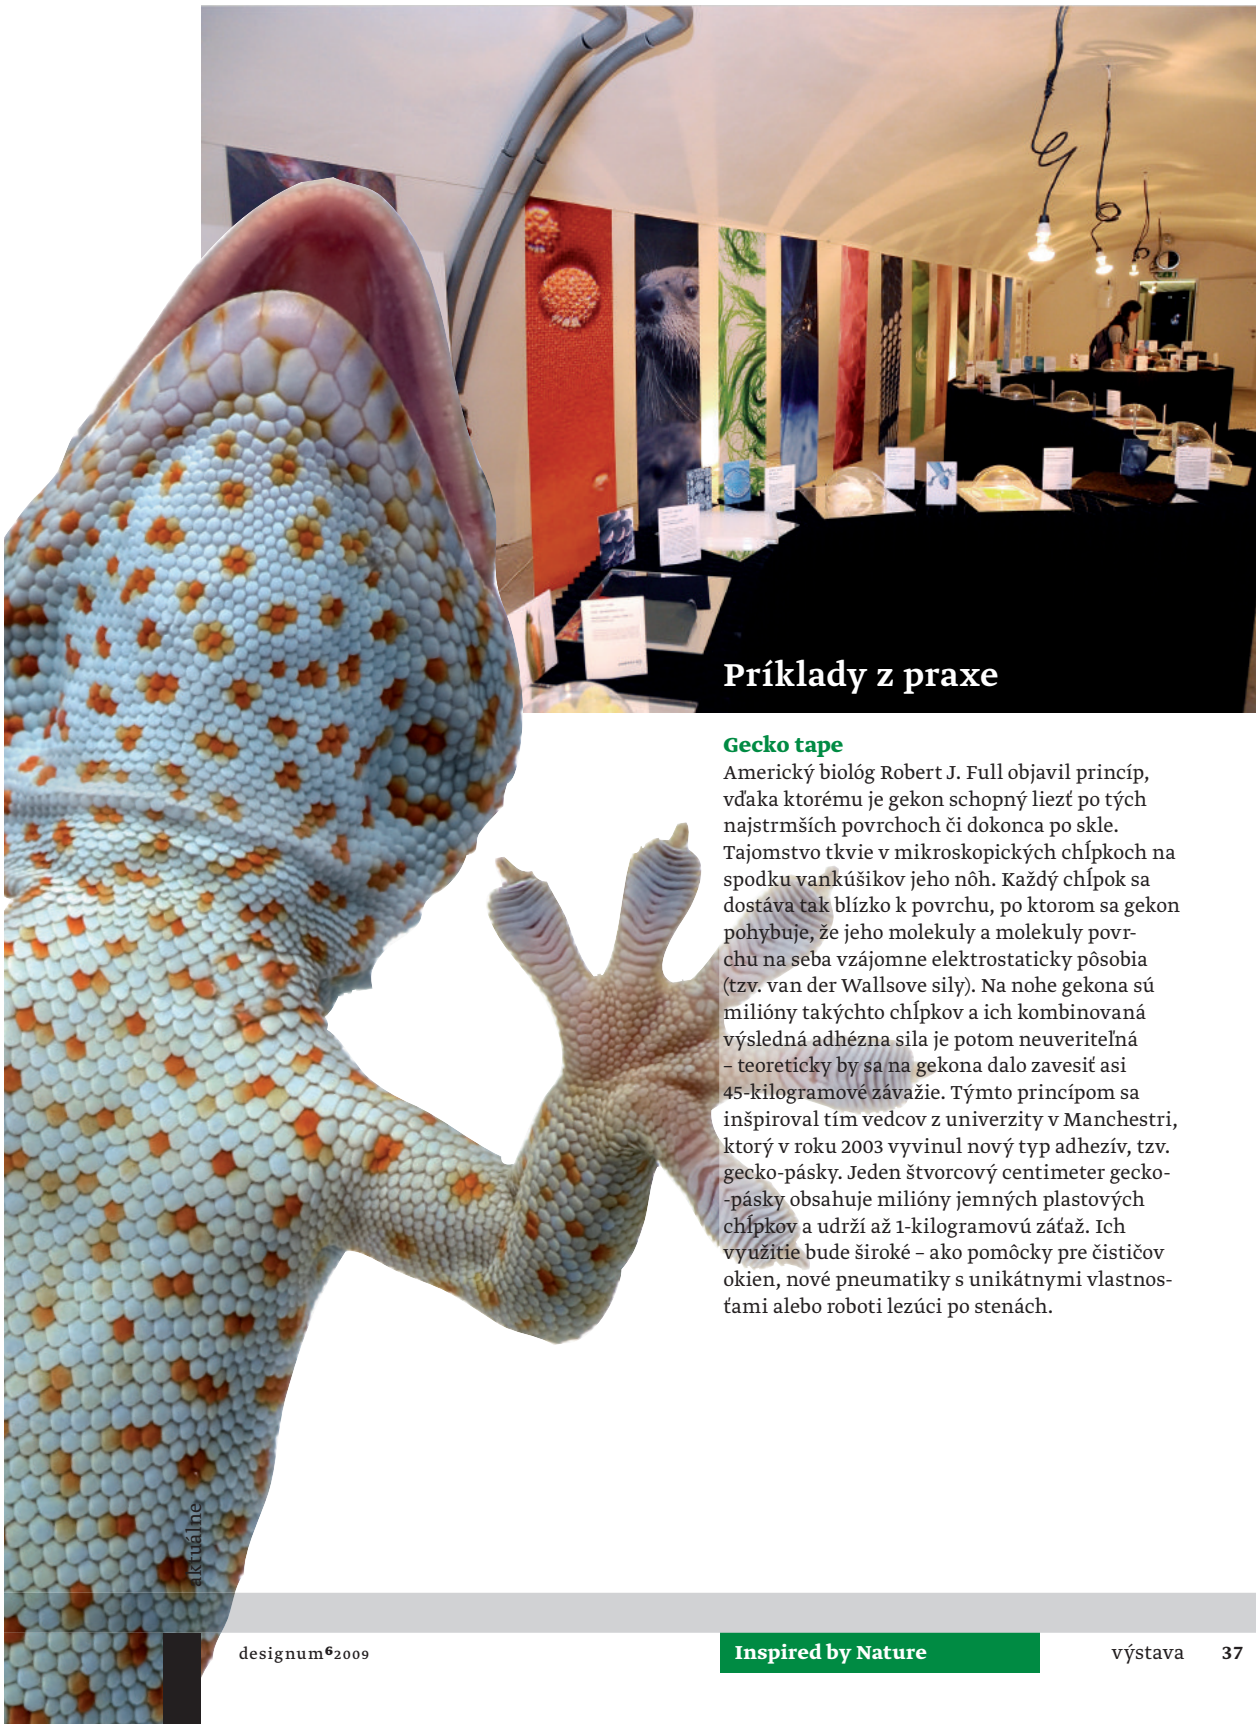 Príklady z praxe
Gecko tape
Americký biológ Robert J. Full objavil princíp,
vďaka ktorému je gekon schopný liezť po tých
najstrmších povrchoch či dokonca po skle.
Tajomstvo tkvie v mikroskopických chĺpkoch na
spodku vankúšikov jeho nôh. Každý chĺpok sa
dostáva tak blízko k povrchu, po ktorom sa gekon
pohybuje, že jeho molekuly a molekuly povr-
chu na seba vzájomne elektrostaticky pôsobia
(tzv. van der Wallsove sily). Na nohe gekona sú
milióny takýchto chĺpkov a ich kombinovaná
výsledná adhézna sila je potom neuveriteľná
– teoreticky by sa na gekona dalo zavesiť asi
45-kilogramové závažie. Týmto princípom sa
inšpiroval tím vedcov z univerzity v Manchestri,
ktorý v roku 2003 vyvinul nový typ adhezív, tzv.
gecko-pásky. Jeden štvorcový centimeter gecko-
-pásky obsahuje milióny jemných plastových
chĺpkov a udrží až 1-kilogramovú záťaž. Ich
využitie bude široké – ako pomôcky pre čističov
okien, nové pneumatiky s unikátnymi vlastnos-
ťami alebo roboti lezúci po stenách.
aktuálne
designum62009
Inspired by Nature
výstava 37